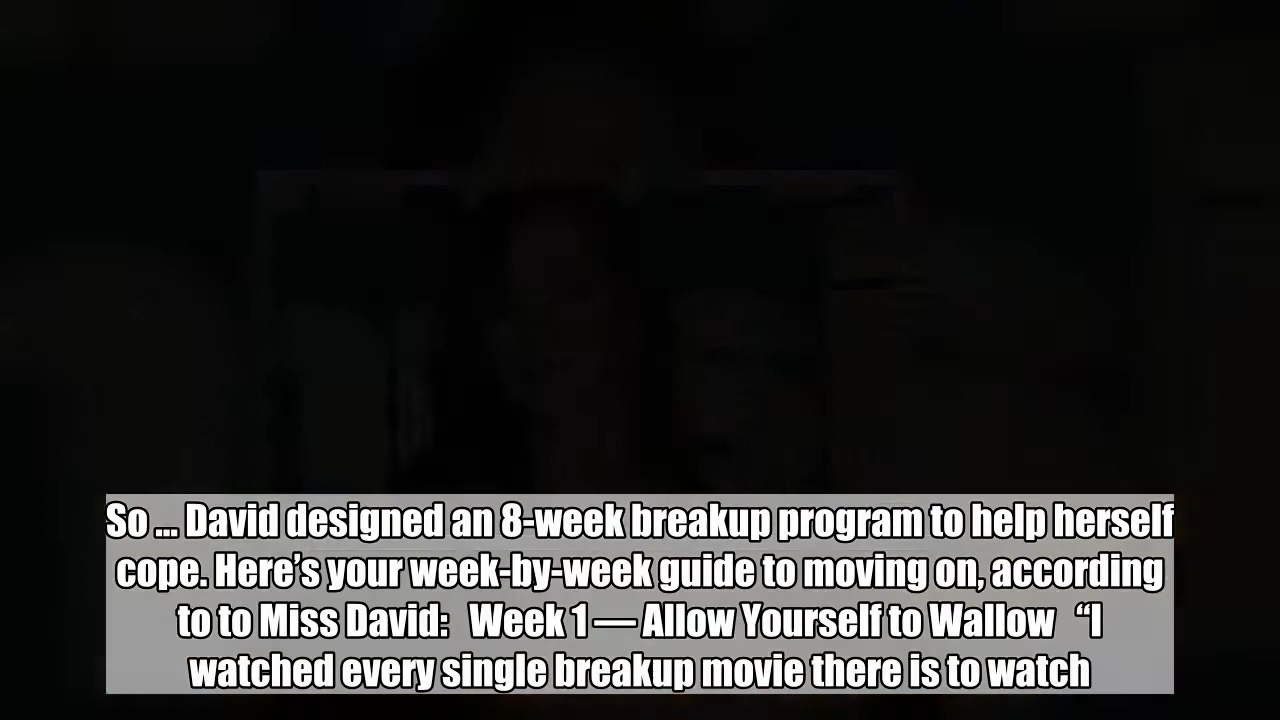 So ... David designed an 8-week breakup program to help herself
cope. Here’s your week-by-week guide to moving on, according
to to Miss David:   Week 1 — Allow Yourself to Wallow   “I
watched every single breakup movie there is to watch